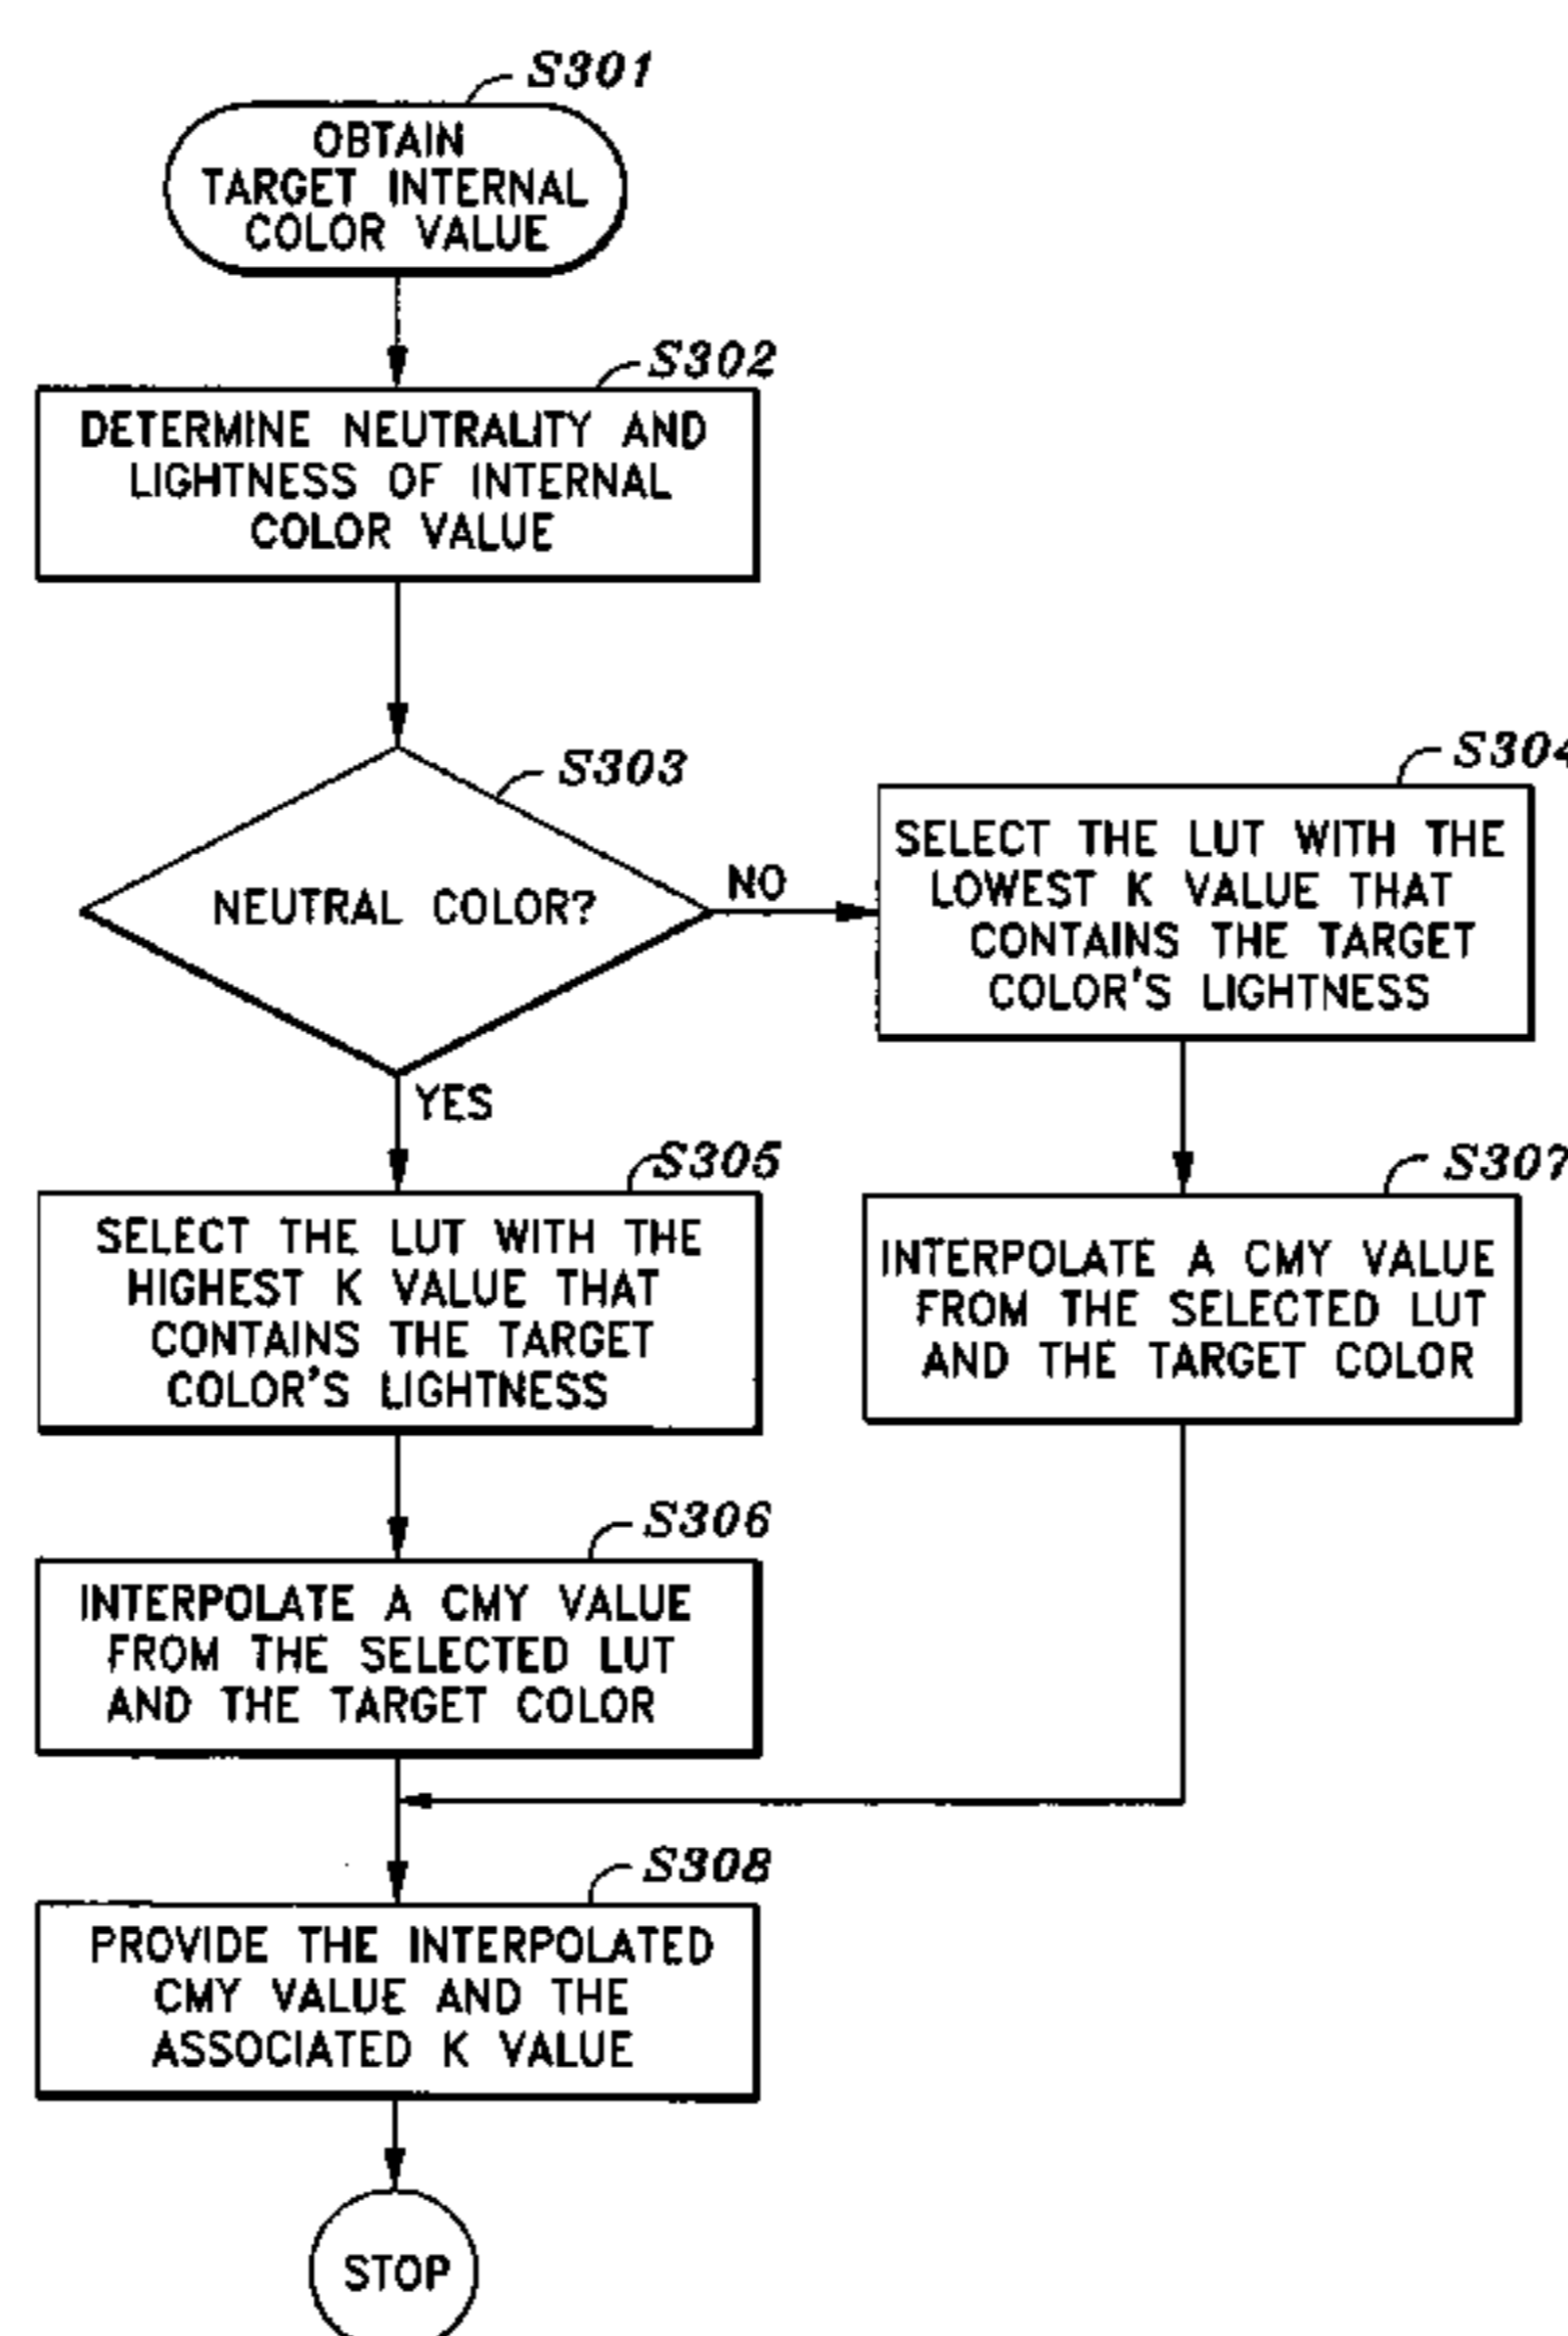 S301
OBTAIN
TARGET INTERNAL
COLOR VALUE
S302
DETERMINE NEUTRALITY AND
LIGHTNESS OF INTERNAL
COLOR VALUE
S303
NEUTRAL COLOR?
NO
YES
S304
SELECT THE LUT WITH THE
LOWEST K VALUE THAT
CONTAINS THE TARGET
COLOR'S LIGHTNESS
S305
SELECT THE LUT WITH THE
HIGHEST K VALUE THAT
CONTAINS THE TARGET
COLOR'S LIGHTNESS
S307
INTERPOLATE A CMY VALUE
FROM THE SELECTED LUT
AND THE TARGET COLOR
S306
INTERPOLATE A CMY VALUE
FROM THE SELECTED LUT
AND THE TARGET COLOR
S308
PROVIDE THE INTERPOLATED
CMY VALUE AND THE
ASSOCIATED K VALUE
STOP